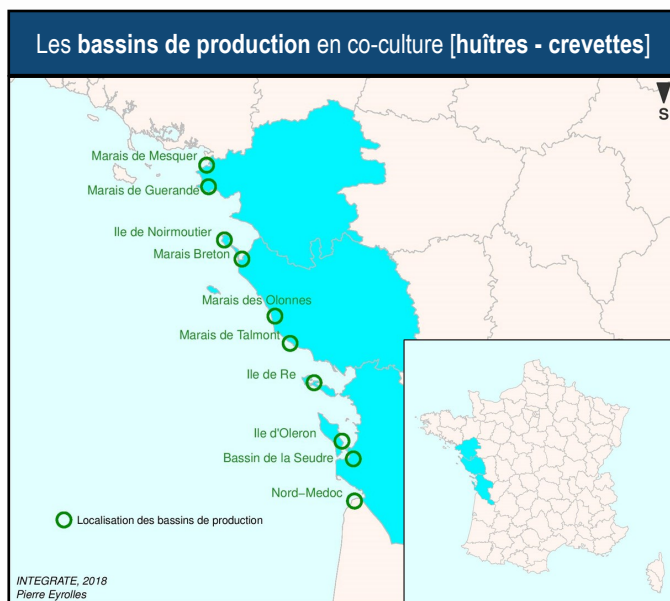 Les bassins de production en co-culture [huîtres - crevettes]
S
Marais de Mesquer
Marais de Guerande
Ile de Noirmoutier
Marais Breton
Marais des Olonnes
Marais de Talmont
Ile de Re
Ile d'Oleron
Bassin de la Seudre
Nord−Medoc
Localisation des bassins de production
INTEGRATE, 2018
Pierre Eyrolles